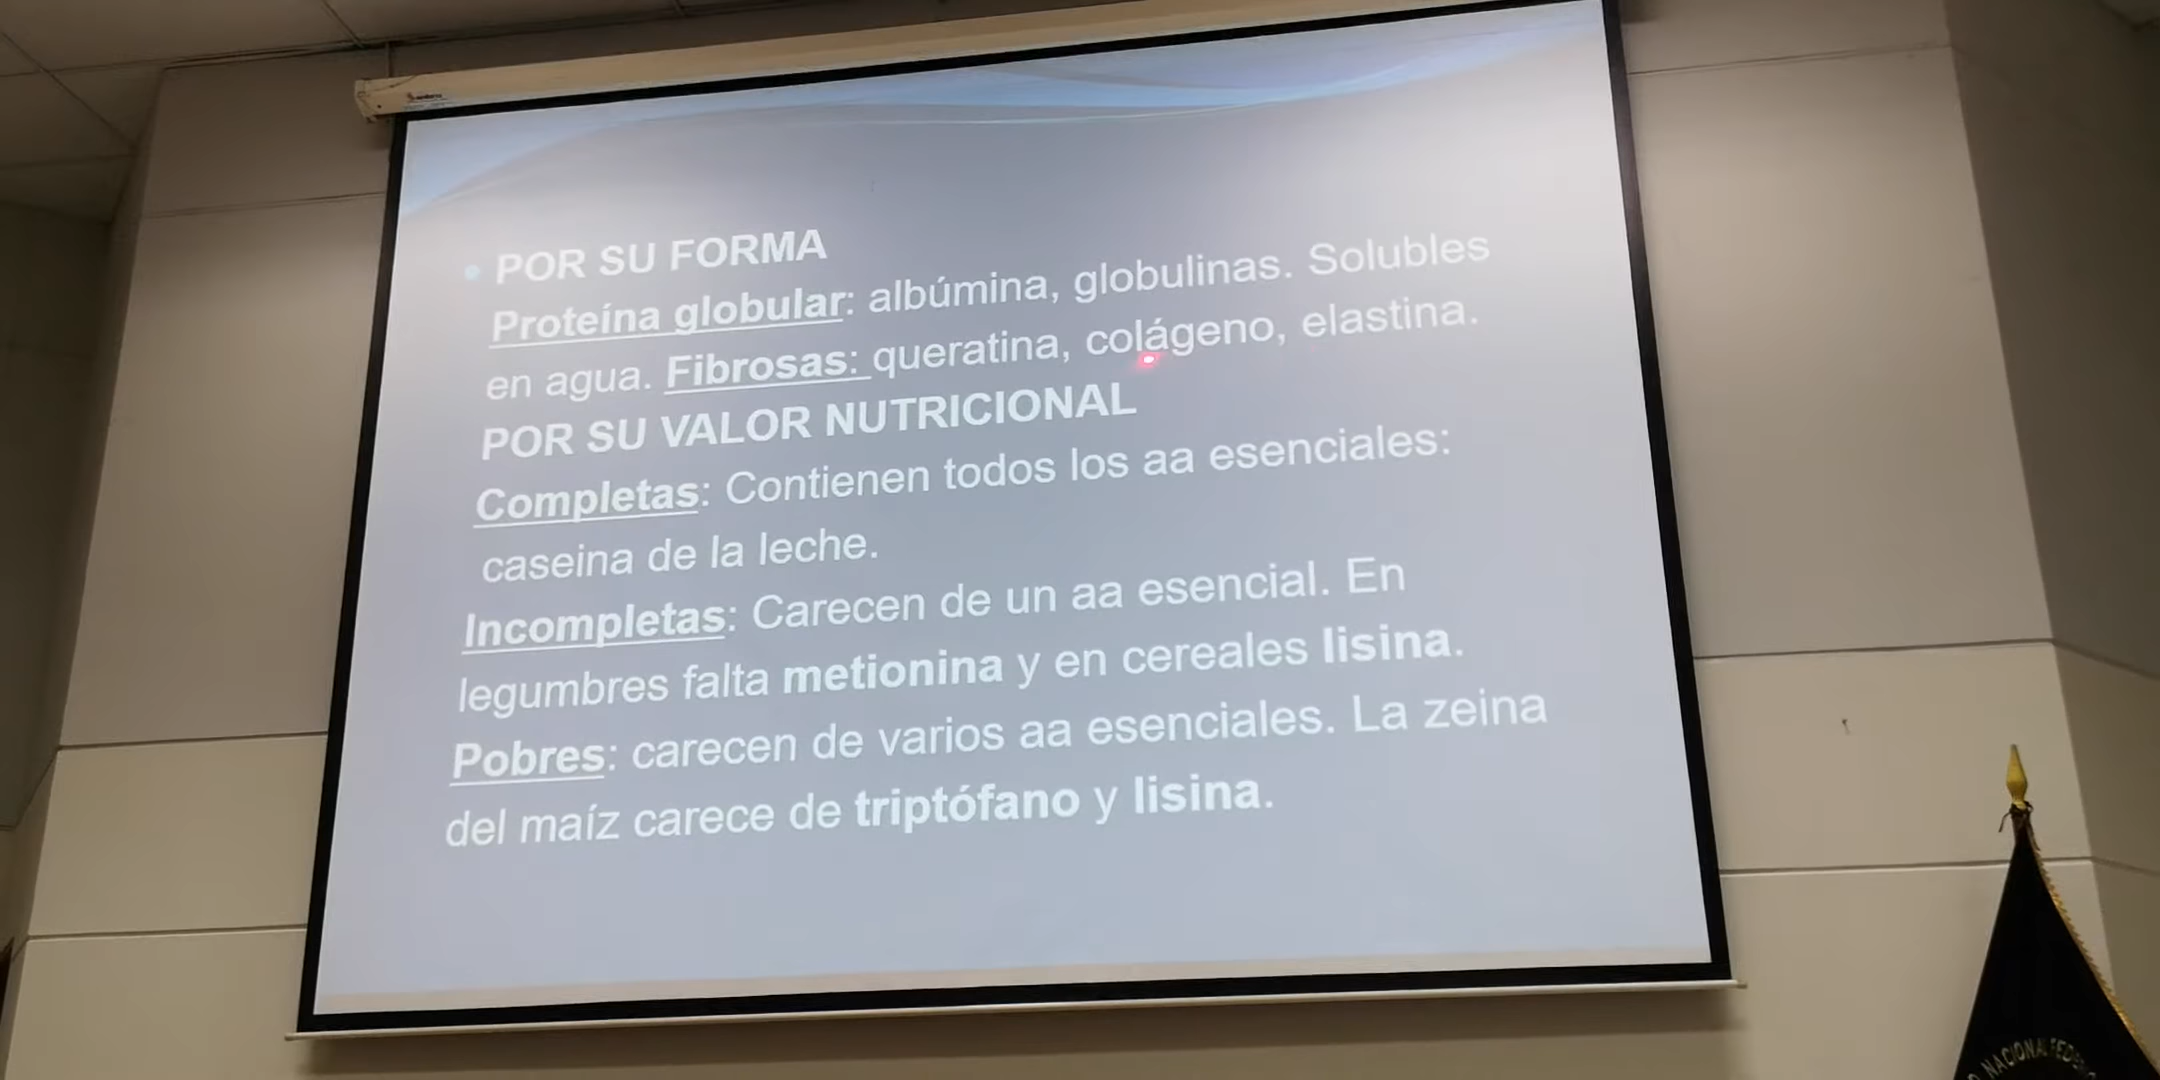 POR SU FORMA
Proteína globular: albúmina, globulinas. Solubles
en agua. Fibrosas: queratina, colágeno, elastina.
POR SU VALOR NUTRICIONAL
Completas: Contienen todos los aa esenciales:
caseina de la leche.
Incompletas: Carecen de un aa esencial. En
legumbres falta metionina y en cereales lisina.
Pobres: carecen de varios aa esenciales. La zeina
del maíz carece de triptófano y lisina.
NACIONAL